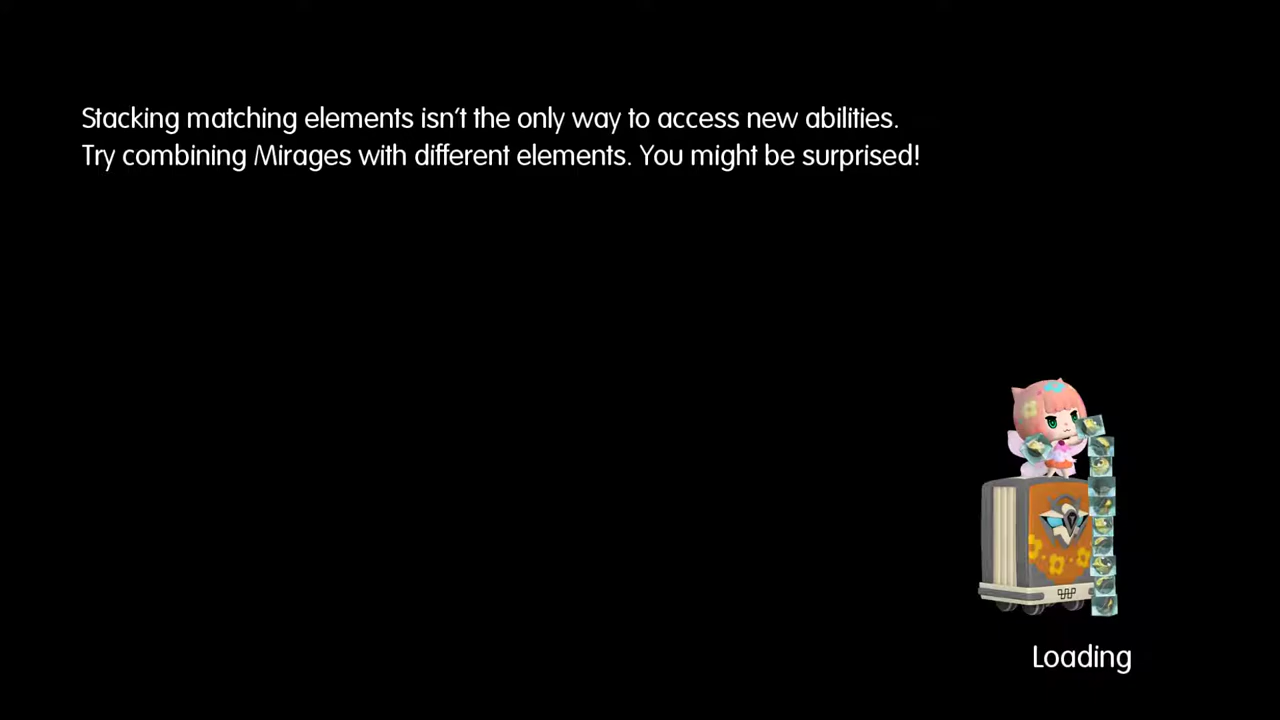 Stacking matching elements isn't the only way to access new abilities.
Try combining Mirages with different elements. You might be surprised!
Loading